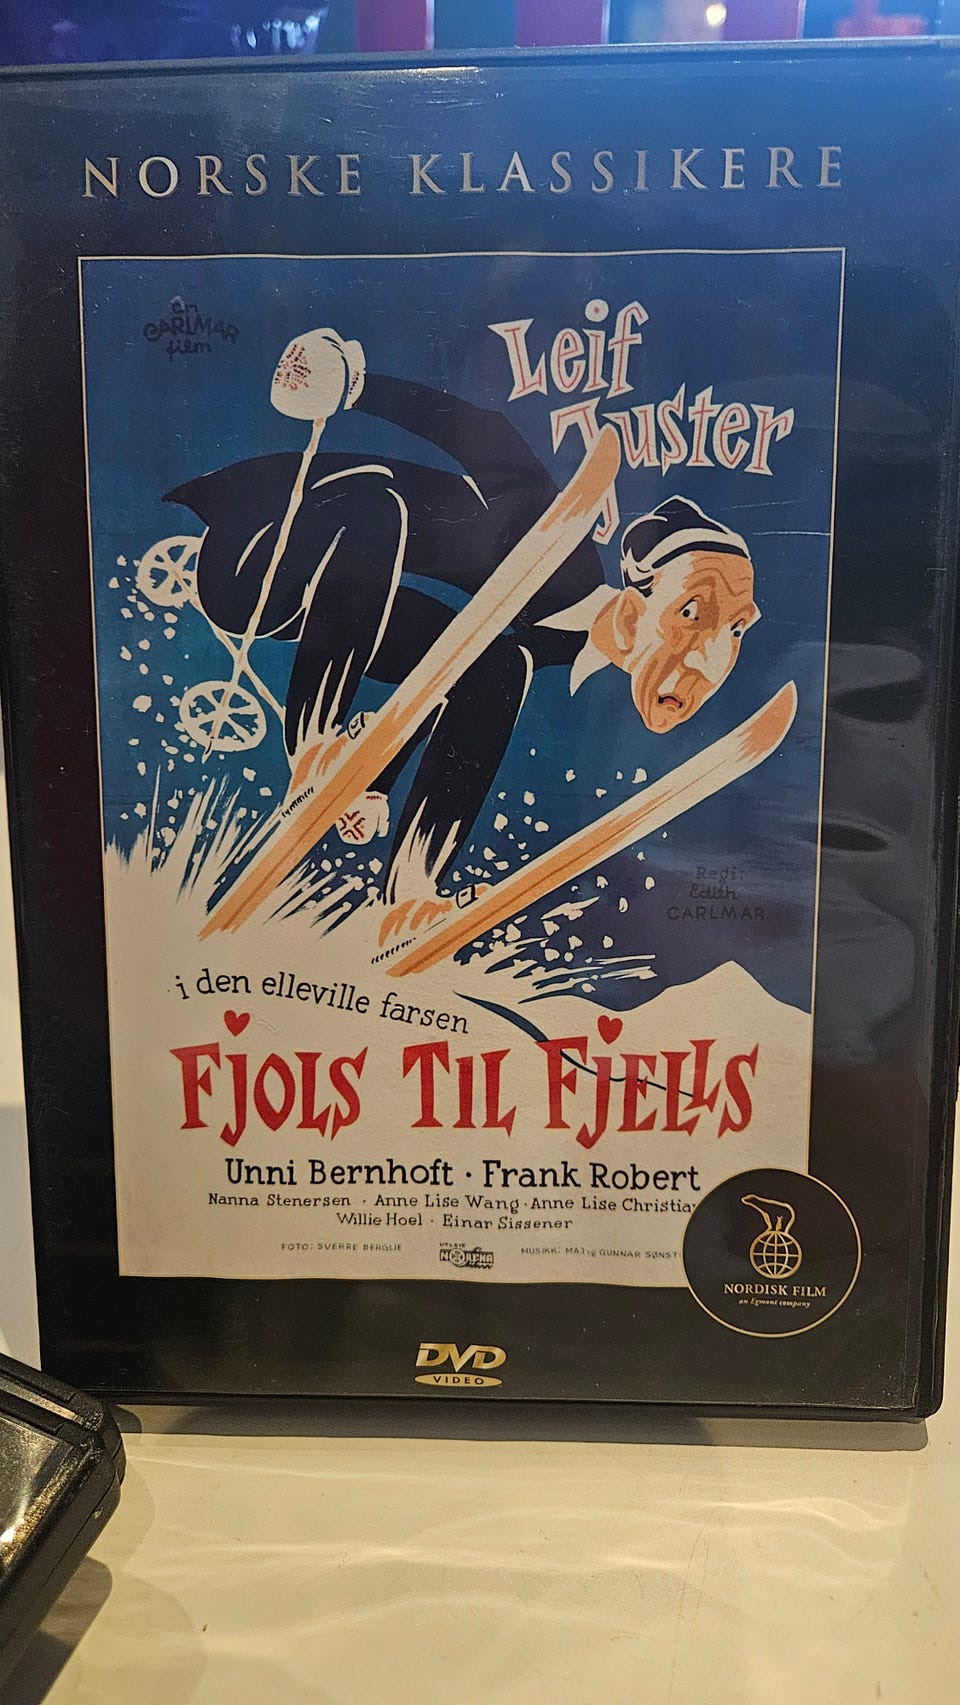 NORSKE KLASSIKERE
en
CARLMAR
film
Leif
Juster
Regi:
Edith
CARLMAR
i den elleville farsen
FJOLS TIL FJELLS
Unni Bernhoft · Frank Robert
Nanna Stenersen · Anne Lise Wang · Anne Lise Christia
Willie Hoel · Einar Sissener
FOTO: SVERRE BERGLIE
UTLEIE
NORENA
MUSIKK: MAJ og GUNNAR SØNST
NORDISK FILM
an Egmont company
DVD
VIDEO